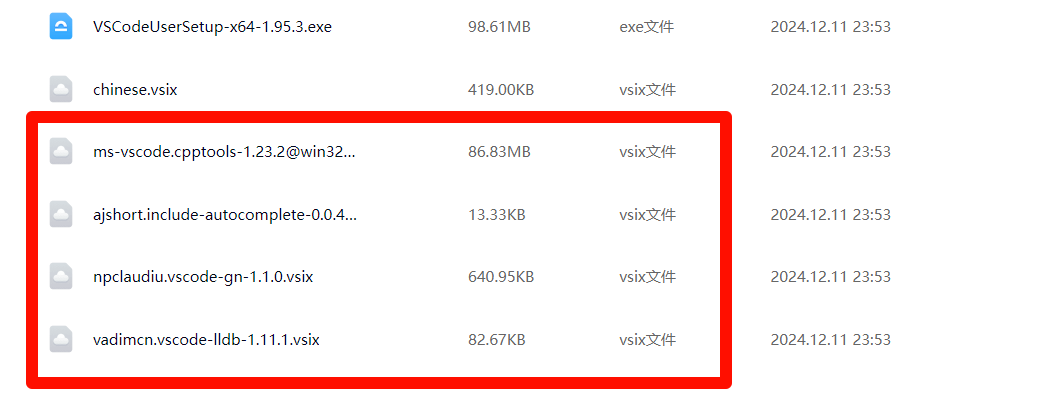 VSCodeUserSetup-x64-1.95.3.exe 98.61MB exe文件 2024.12.11 23:53
chinese.vsix 419.00KB vsix文件 2024.12.11 23:53
ms-vscode.cpptools-1.23.2@win32... 86.83MB vsix文件 2024.12.11 23:53
ajshort.include-autocomplete-0.0.4... 13.33KB vsix文件 2024.12.11 23:53
npclaudiu.vscode-gn-1.1.0.vsix 640.95KB vsix文件 2024.12.11 23:53
vadimcn.vscode-lldb-1.11.1.vsix 82.67KB vsix文件 2024.12.11 23:53